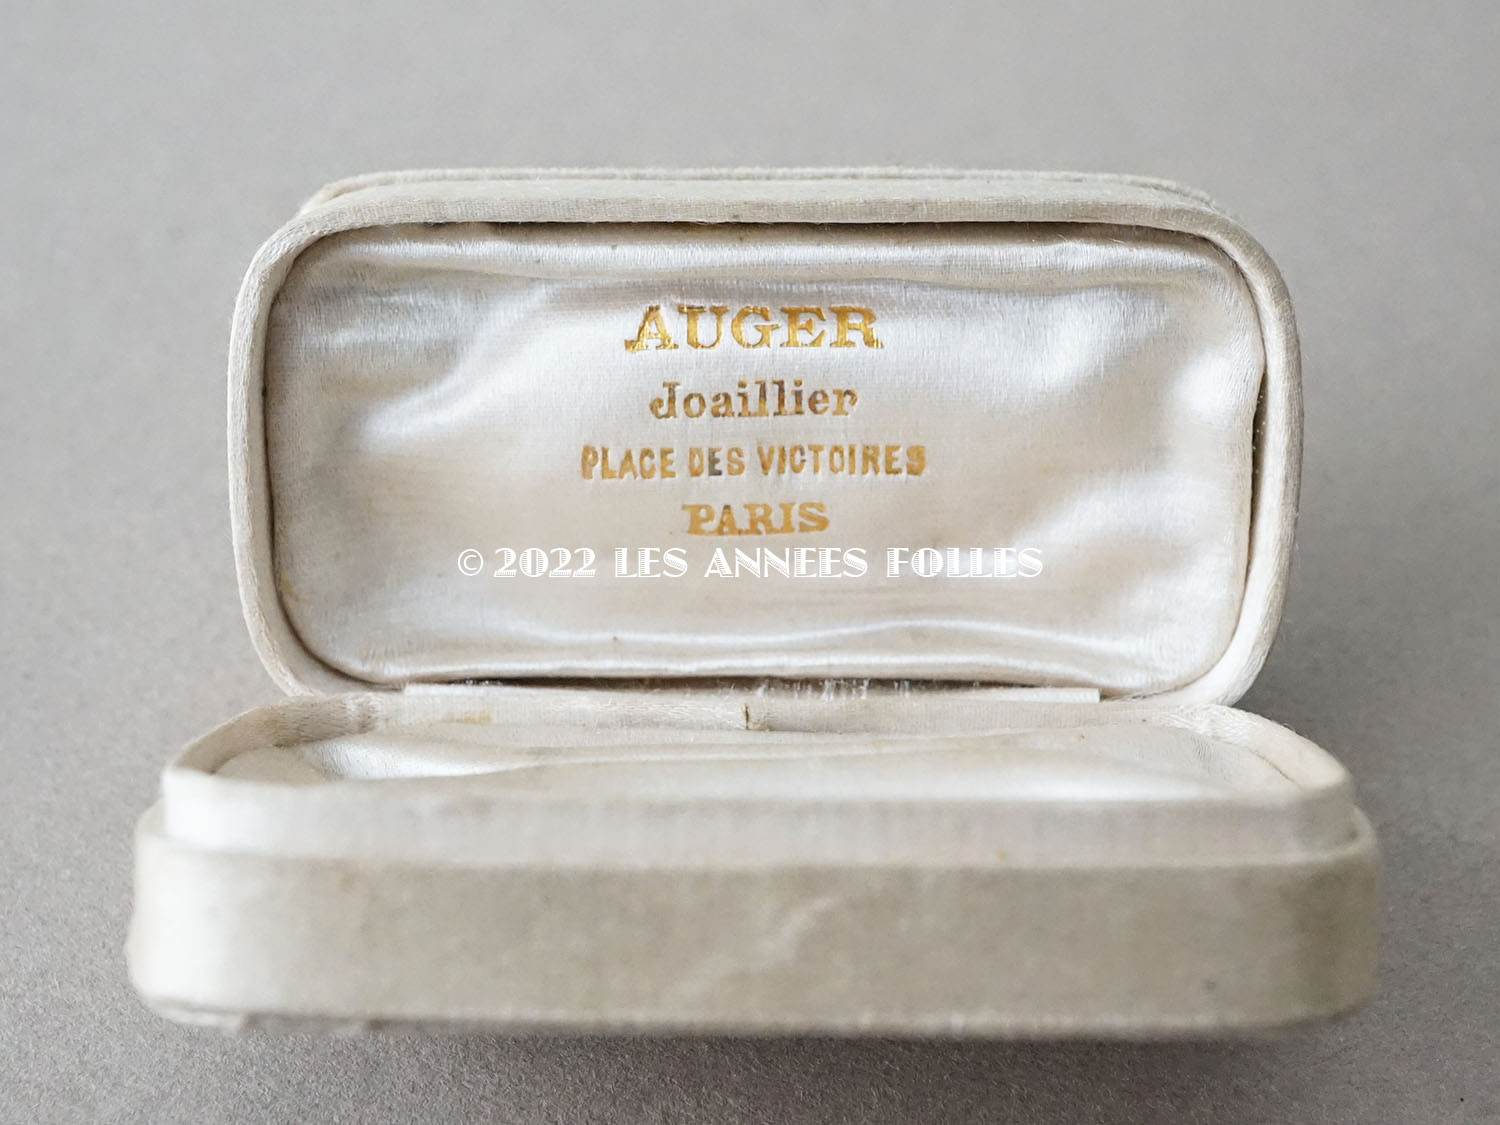 AUGER
Joaillier
PLACE DES VICTOIRES
PARIS
© 2022 LES ANNEES FOLLES